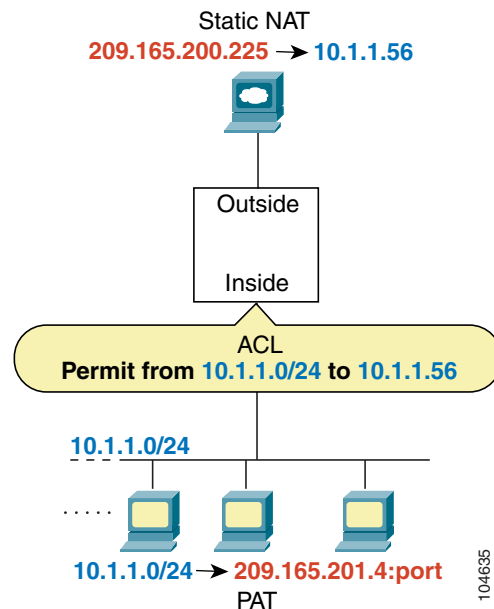 Static NAT
209.165.200.225 → 10.1.1.56
Outside
Inside
ACL
Permit from 10.1.1.0/24 to 10.1.1.56
10.1.1.0/24
10.1.1.0/24 → 209.165.201.4:port
PAT
104635